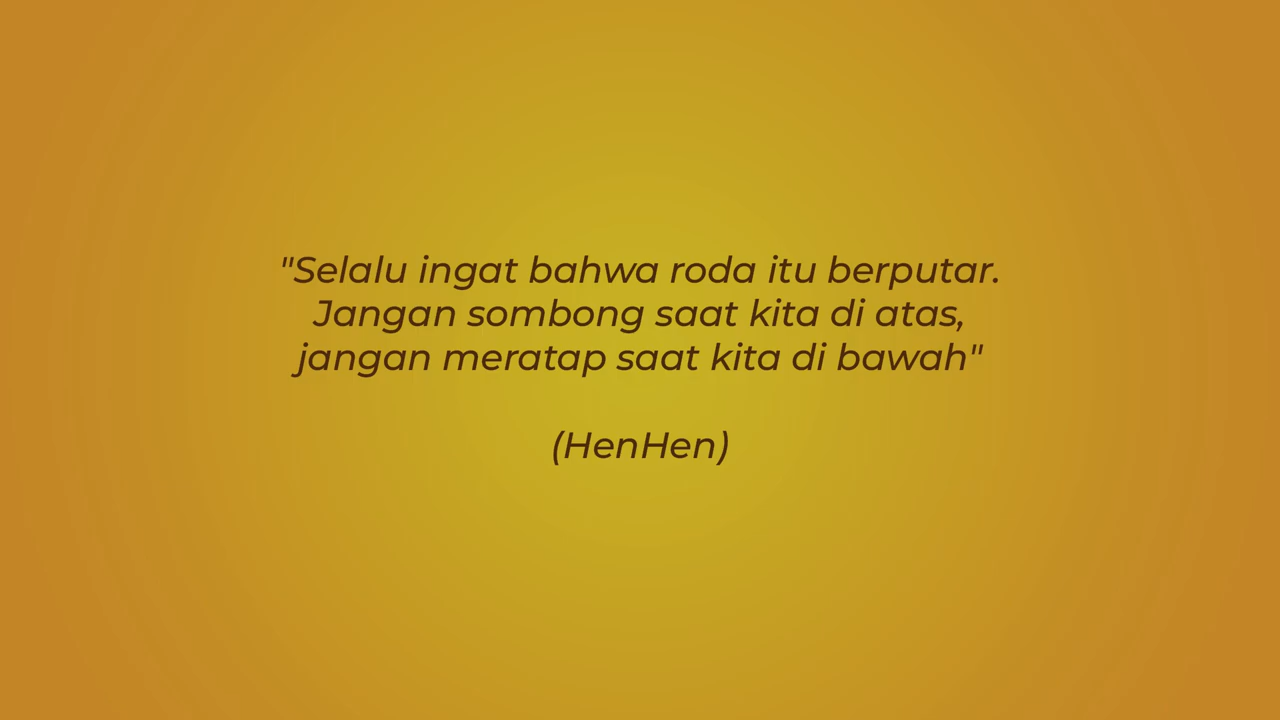 "Selalu ingat bahwa roda itu berputar.
Jangan sombong saat kita di atas,
jangan meratap saat kita di bawah"
(HenHen)